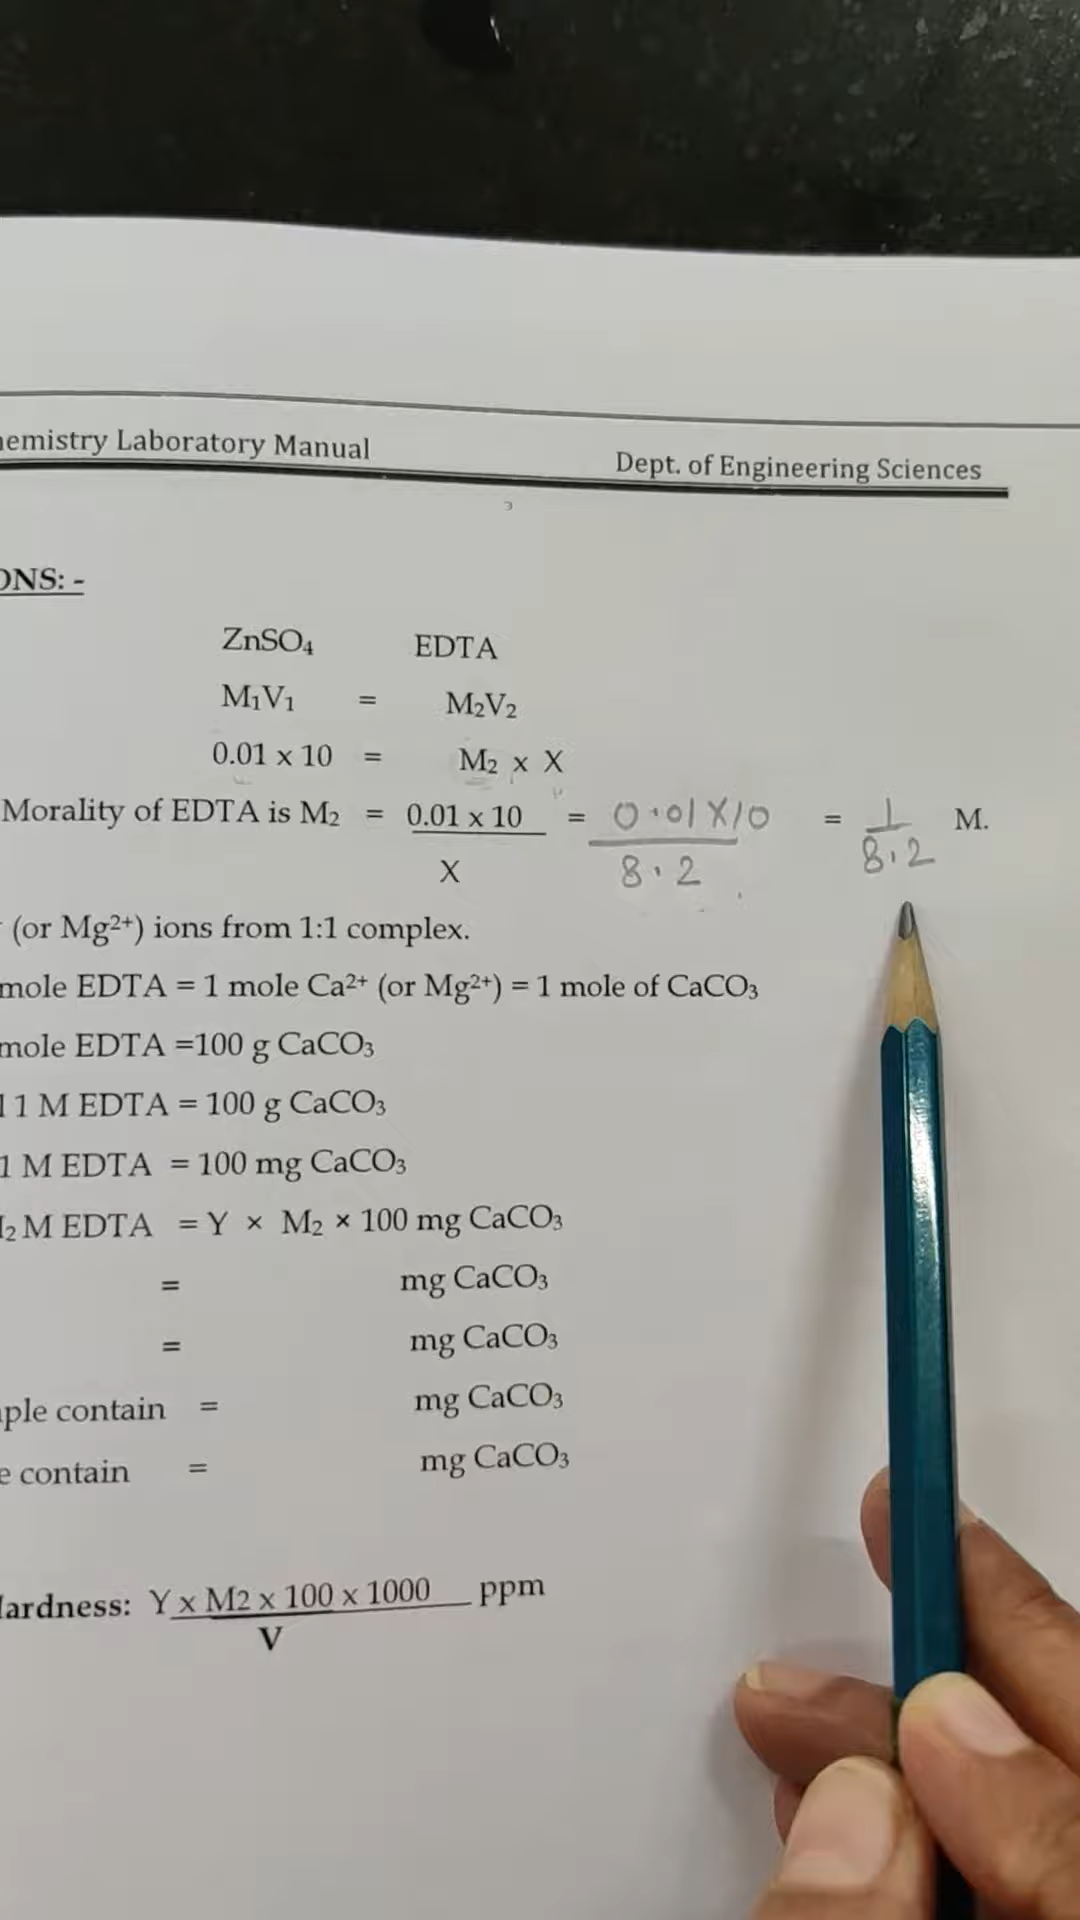 Chemistry Laboratory Manual Dept. of Engineering Sciences
ONS: -
ZnSO₄ EDTA
M₁V₁ = M₂V₂
0.01 x 10 = M₂ x X
Morality of EDTA is M₂ = 0.01 x 10 / X = 0.01 X 10 / 8.2 = 1 / 8.2 M.
(or Mg²⁺) ions from 1:1 complex.
mole EDTA = 1 mole Ca²⁺ (or Mg²⁺) = 1 mole of CaCO₃
mole EDTA =100 g CaCO₃
1 M EDTA = 100 g CaCO₃
1 M EDTA = 100 mg CaCO₃
M EDTA = Y × M₂ × 100 mg CaCO₃
= mg CaCO₃
= mg CaCO₃
contain = mg CaCO₃
contain = mg CaCO₃
Hardness: Y x M2 x 100 x 1000 / V ppm